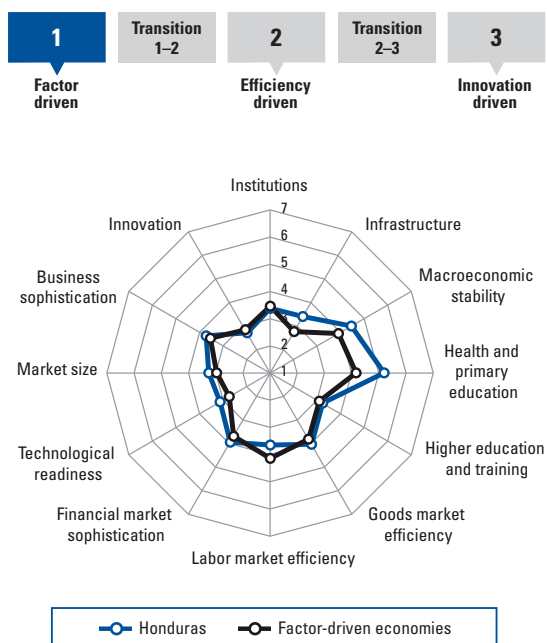 1
Transition
1–2
2
Transition
2–3
3
Factor
driven
Efficiency
driven
Innovation
driven
Institutions
7
Innovation
6
Infrastructure
5
Business
sophistication
4
Macroeconomic
stability
3
2
Market size
1
Health and
primary
education
Technological
readiness
Higher education
and training
Financial market
sophistication
Goods market
efficiency
Labor market efficiency
Honduras
Factor-driven economies